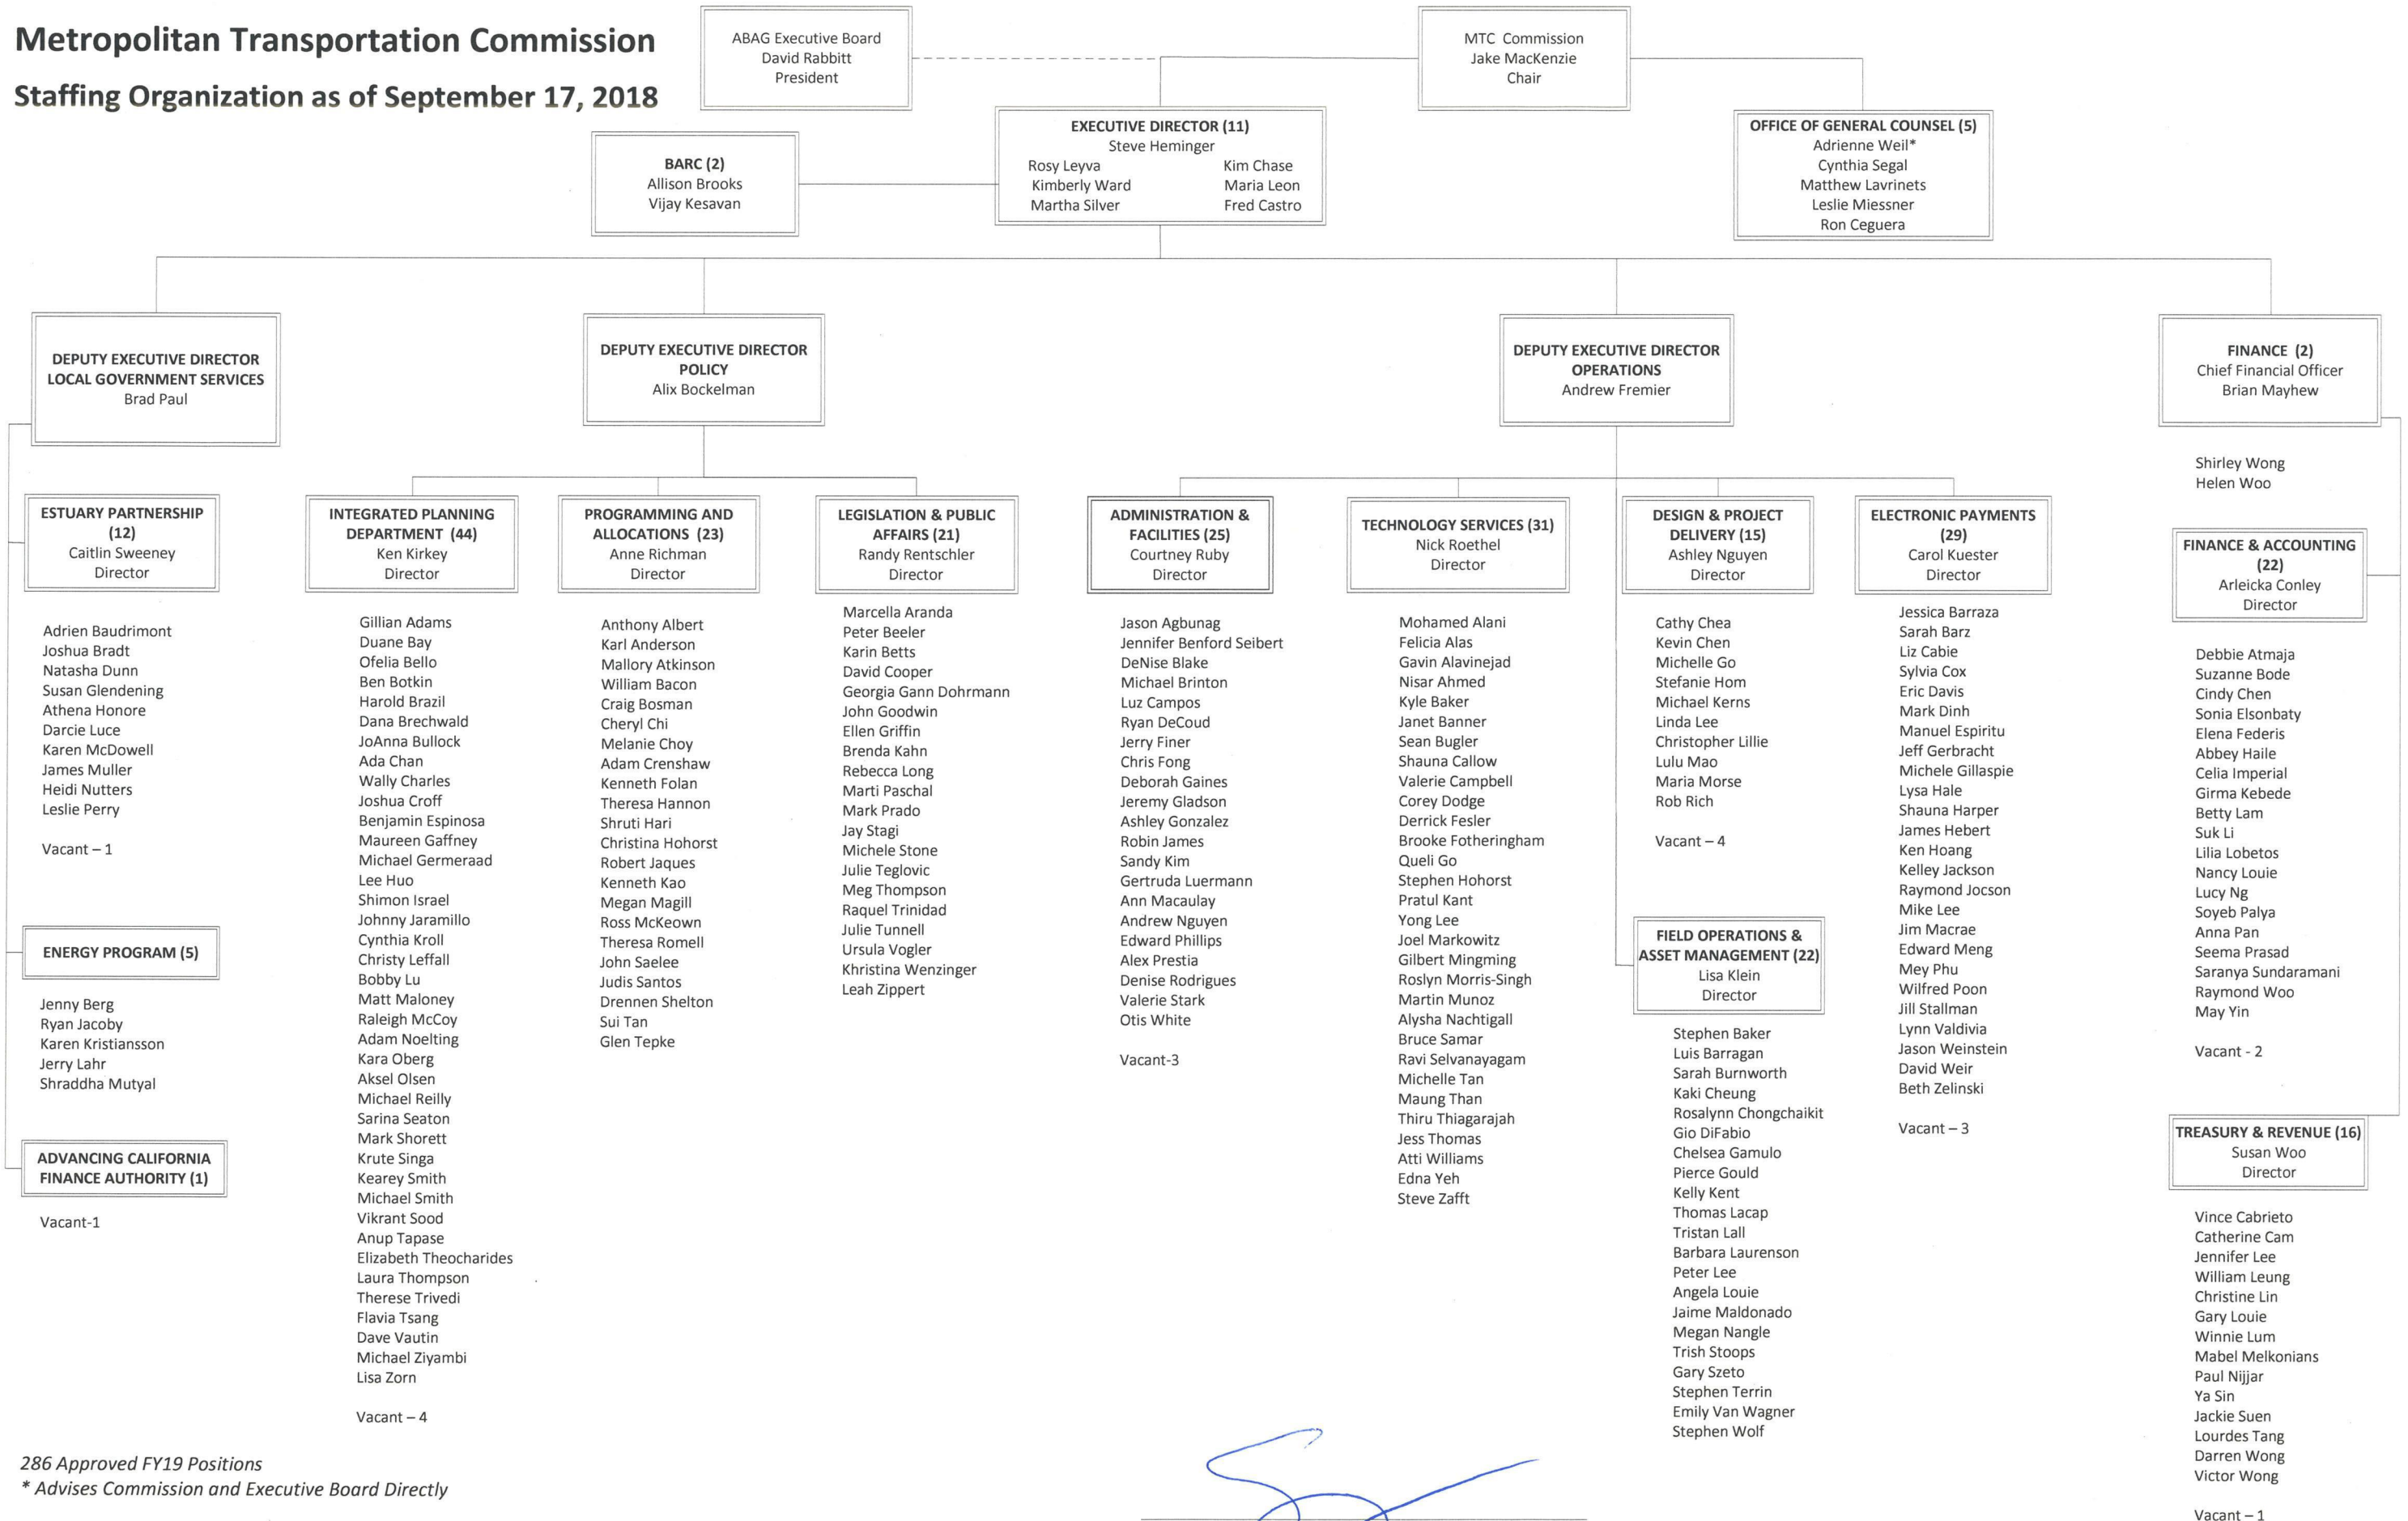 Metropolitan Transportation Commission
Staffing Organization as of September 17, 2018
ABAG Executive Board
David Rabbitt
President
MTC  Commission
Jake MacKenzie
Chair
BARC (2)
Allison Brooks
Vijay Kesavan
EXECUTIVE DIRECTOR (11)
Steve Heminger
Rosy Leyva Kim Chase
Kimberly Ward Maria Leon
Martha Silver Fred Castro
OFFICE OF GENERAL COUNSEL (5)
Adrienne Weil*
Cynthia Segal
Matthew Lavrinets
Leslie Miessner
Ron Ceguera
DEPUTY EXECUTIVE DIRECTOR
LOCAL GOVERNMENT SERVICES
Brad Paul
DEPUTY EXECUTIVE DIRECTOR
POLICY
Alix Bockelman
DEPUTY EXECUTIVE DIRECTOR
OPERATIONS
Andrew Fremier
FINANCE (2)
Chief Financial Officer
Brian Mayhew
Shirley Wong
Helen Woo
ESTUARY PARTNERSHIP
(12)
Caitlin Sweeney
Director
Adrien Baudrimont
Joshua Bradt
Natasha Dunn
Susan Glendening
Athena Honore
Darcie Luce
Karen McDowell
James Muller
Heidi Nutters
Leslie Perry
Vacant – 1
ENERGY PROGRAM (5)
Jenny Berg
Ryan Jacoby
Karen Kristiansson
Jerry Lahr
Shraddha Mutyal
ADVANCING CALIFORNIA
FINANCE AUTHORITY (1)
Vacant-1
INTEGRATED PLANNING
DEPARTMENT (44)
Ken Kirkey
Director
Gillian Adams
Duane Bay
Ofelia Bello
Ben Botkin
Harold Brazil
Dana Brechwald
JoAnna Bullock
Ada Chan
Wally Charles
Joshua Croff
Benjamin Espinosa
Maureen Gaffney
Michael Germeraad
Lee Huo
Shimon Israel
Johnny Jaramillo
Cynthia Kroll
Christy Leffall
Bobby Lu
Matt Maloney
Raleigh McCoy
Adam Noelting
Kara Oberg
Aksel Olsen
Michael Reilly
Sarina Seaton
Mark Shorett
Krute Singa
Kearey Smith
Michael Smith
Vikrant Sood
Anup Tapase
Elizabeth Theocharides
Laura Thompson
Therese Trivedi
Flavia Tsang
Dave Vautin
Michael Ziyambi
Lisa Zorn
Vacant – 4
PROGRAMMING AND
ALLOCATIONS (23)
Anne Richman
Director
Anthony Albert
Karl Anderson
Mallory Atkinson
William Bacon
Craig Bosman
Cheryl Chi
Melanie Choy
Adam Crenshaw
Kenneth Folan
Theresa Hannon
Shruti Hari
Christina Hohorst
Robert Jaques
Kenneth Kao
Megan Magill
Ross McKeown
Theresa Romell
John Saelee
Judis Santos
Drennen Shelton
Sui Tan
Glen Tepke
LEGISLATION & PUBLIC
AFFAIRS (21)
Randy Rentschler
Director
Marcella Aranda
Peter Beeler
Karin Betts
David Cooper
Georgia Gann Dohrmann
John Goodwin
Ellen Griffin
Brenda Kahn
Rebecca Long
Marti Paschal
Mark Prado
Jay Stagi
Michele Stone
Julie Teglovic
Meg Thompson
Raquel Trinidad
Julie Tunnell
Ursula Vogler
Khristina Wenzinger
Leah Zippert
ADMINISTRATION &
FACILITIES (25)
Courtney Ruby
Director
Jason Agbunag
Jennifer Benford Seibert
DeNise Blake
Michael Brinton
Luz Campos
Ryan DeCoud
Jerry Finer
Chris Fong
Deborah Gaines
Jeremy Gladson
Ashley Gonzalez
Robin James
Sandy Kim
Gertruda Luermann
Ann Macaulay
Andrew Nguyen
Edward Phillips
Alex Prestia
Denise Rodrigues
Valerie Stark
Otis White
Vacant-3
TECHNOLOGY SERVICES (31)
Nick Roethel
Director
Mohamed Alani
Felicia Alas
Gavin Alavinejad
Nisar Ahmed
Kyle Baker
Janet Banner
Sean Bugler
Shauna Callow
Valerie Campbell
Corey Dodge
Derrick Fesler
Brooke Fotheringham
Queli Go
Stephen Hohorst
Pratul Kant
Yong Lee
Joel Markowitz
Gilbert Mingming
Roslyn Morris-Singh
Martin Munoz
Alysha Nachtigall
Bruce Samar
Ravi Selvanayagam
Michelle Tan
Maung Than
Thiru Thiagarajah
Jess Thomas
Atti Williams
Edna Yeh
Steve Zafft
DESIGN & PROJECT
DELIVERY (15)
Ashley Nguyen
Director
Cathy Chea
Kevin Chen
Michelle Go
Stefanie Hom
Michael Kerns
Linda Lee
Christopher Lillie
Lulu Mao
Maria Morse
Rob Rich
Vacant – 4
FIELD OPERATIONS &
ASSET MANAGEMENT (22)
Lisa Klein
Director
Stephen Baker
Luis Barragan
Sarah Burnworth
Kaki Cheung
Rosalynn Chongchaikit
Gio DiFabio
Chelsea Gamulo
Pierce Gould
Kelly Kent
Thomas Lacap
Tristan Lall
Barbara Laurenson
Peter Lee
Angela Louie
Jaime Maldonado
Megan Nangle
Trish Stoops
Gary Szeto
Stephen Terrin
Emily Van Wagner
Stephen Wolf
ELECTRONIC PAYMENTS
(29)
Carol Kuester
Director
Jessica Barraza
Sarah Barz
Liz Cabie
Sylvia Cox
Eric Davis
Mark Dinh
Manuel Espiritu
Jeff Gerbracht
Michele Gillaspie
Lysa Hale
Shauna Harper
James Hebert
Ken Hoang
Kelley Jackson
Raymond Jocson
Mike Lee
Jim Macrae
Edward Meng
Mey Phu
Wilfred Poon
Jill Stallman
Lynn Valdivia
Jason Weinstein
David Weir
Beth Zelinski
Vacant – 3
FINANCE & ACCOUNTING
(22)
Arleicka Conley
Director
Debbie Atmaja
Suzanne Bode
Cindy Chen
Sonia Elsonbaty
Elena Federis
Abbey Haile
Celia Imperial
Girma Kebede
Betty Lam
Suk Li
Lilia Lobetos
Nancy Louie
Lucy Ng
Soyeb Palya
Anna Pan
Seema Prasad
Saranya Sundaramani
Raymond Woo
May Yin
Vacant - 2
TREASURY & REVENUE (16)
Susan Woo
Director
Vince Cabrieto
Catherine Cam
Jennifer Lee
William Leung
Christine Lin
Gary Louie
Winnie Lum
Mabel Melkonians
Paul Nijjar
Ya Sin
Jackie Suen
Lourdes Tang
Darren Wong
Victor Wong
Vacant – 1
286 Approved FY19 Positions
* Advises Commission and Executive Board Directly